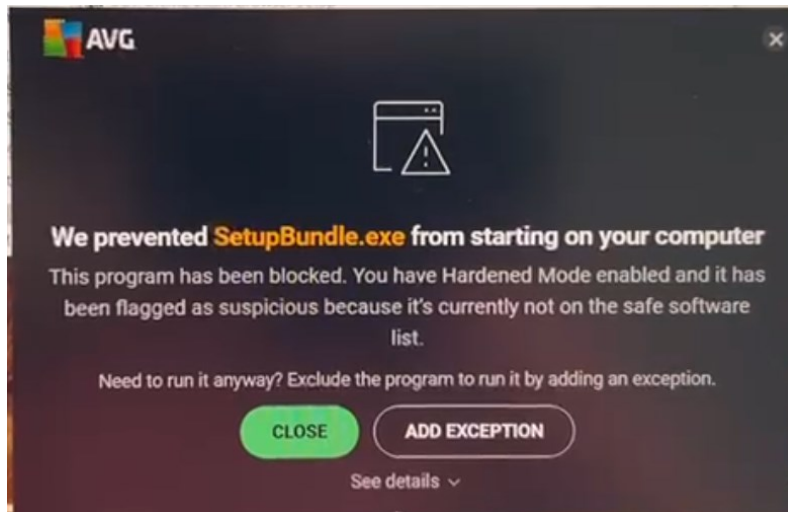 AVG
We prevented SetupBundle.exe from starting on your computer
This program has been blocked. You have Hardened Mode enabled and it has
been flagged as suspicious because it's currently not on the safe software
list.
Need to run it anyway? Exclude the program to run it by adding an exception.
CLOSE
ADD EXCEPTION
See details